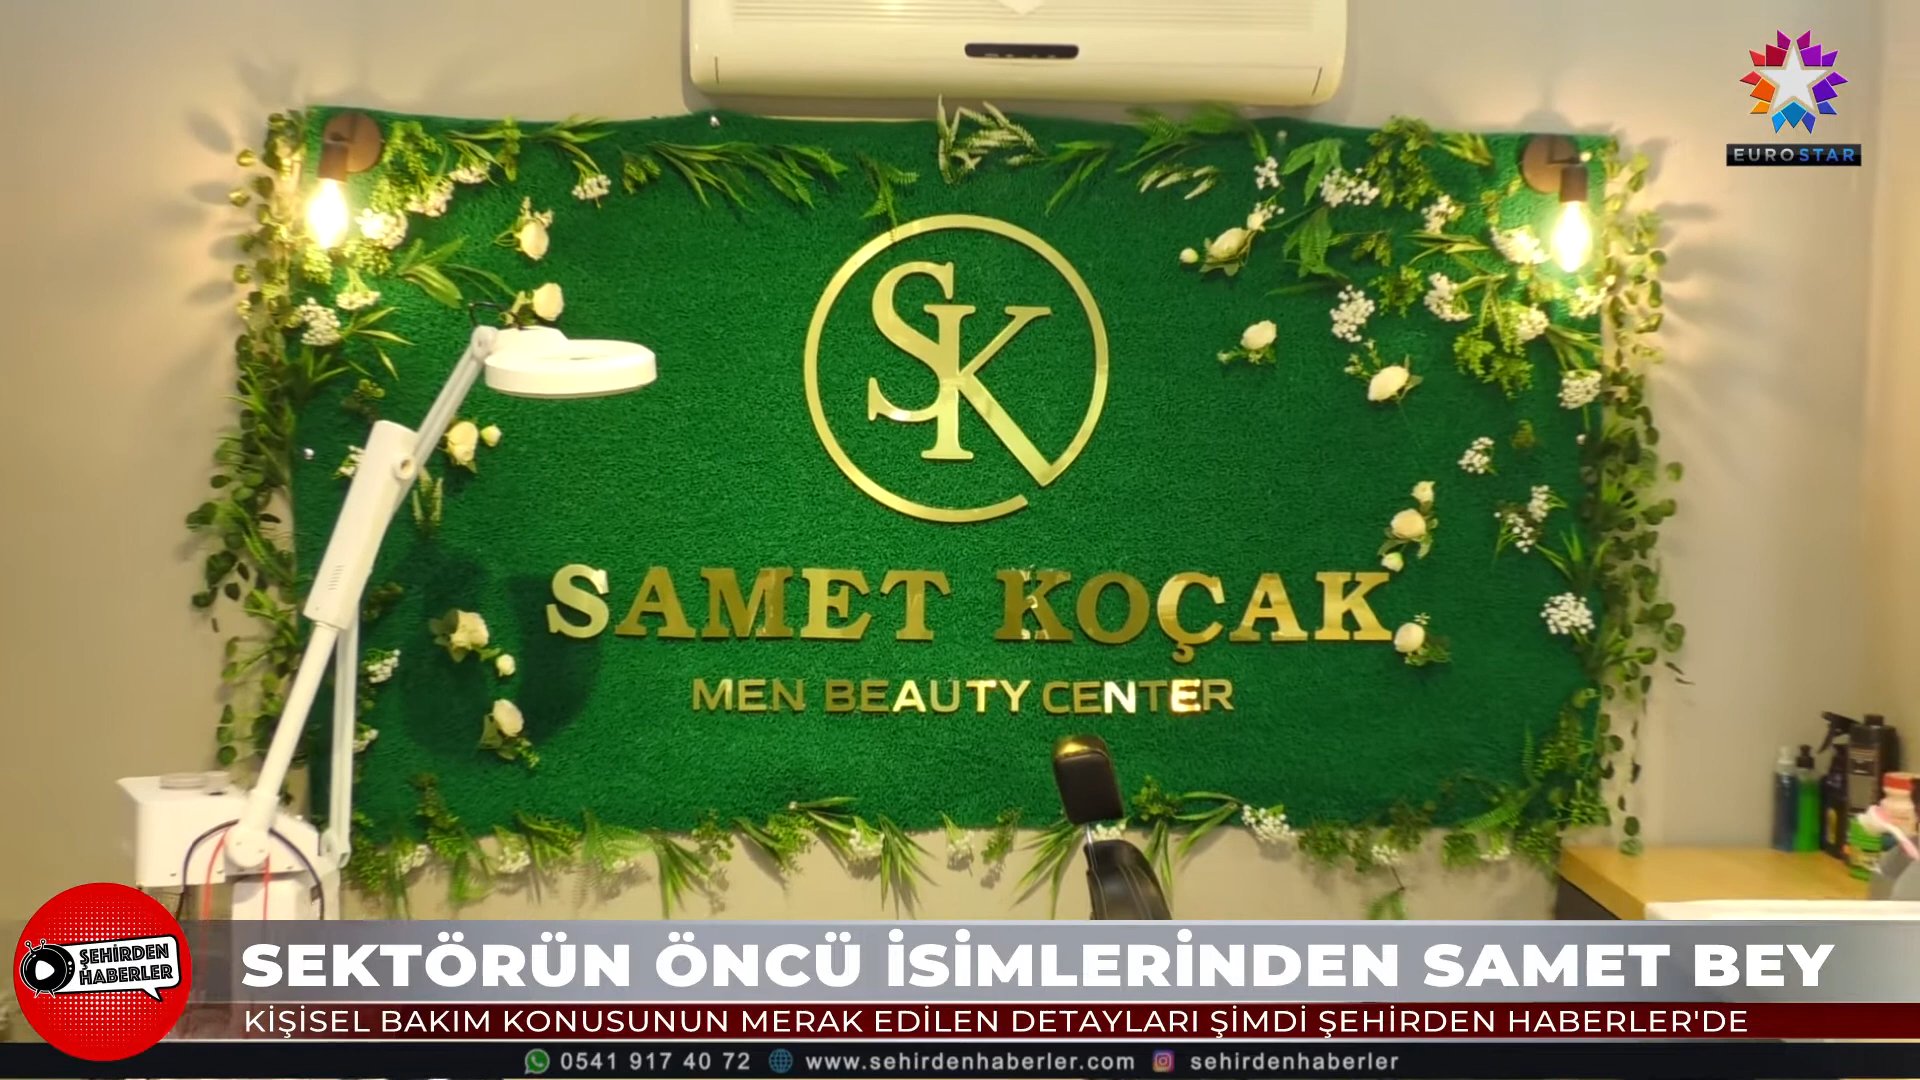 EUROSTAR
SK
SAMET KOÇAK
MEN BEAUTY CENTER
ŞEHİRDEN
HABERLER
SEKTÖRÜN ÖNCÜ İSİMLERİNDEN SAMET BEY
KİŞİSEL BAKIM KONUSUNUN MERAK EDİLEN DETAYLARI ŞİMDİ ŞEHİRDEN HABERLER'DE
0541 917 40 72 www.sehirdenhaberler.com sehirdenhaberler